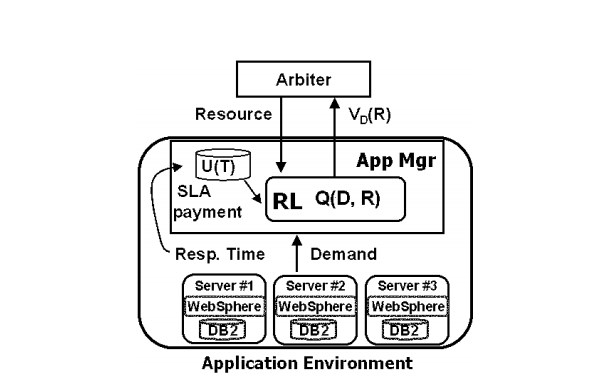 Arbiter
Resource
V_D(R)
App Mgr
U(T)
SLA
payment
RL Q(D, R)
Resp. Time
Demand
Server #1
WebSphere
DB2
Server #2
WebSphere
DB2
Server #3
WebSphere
DB2
Application Environment